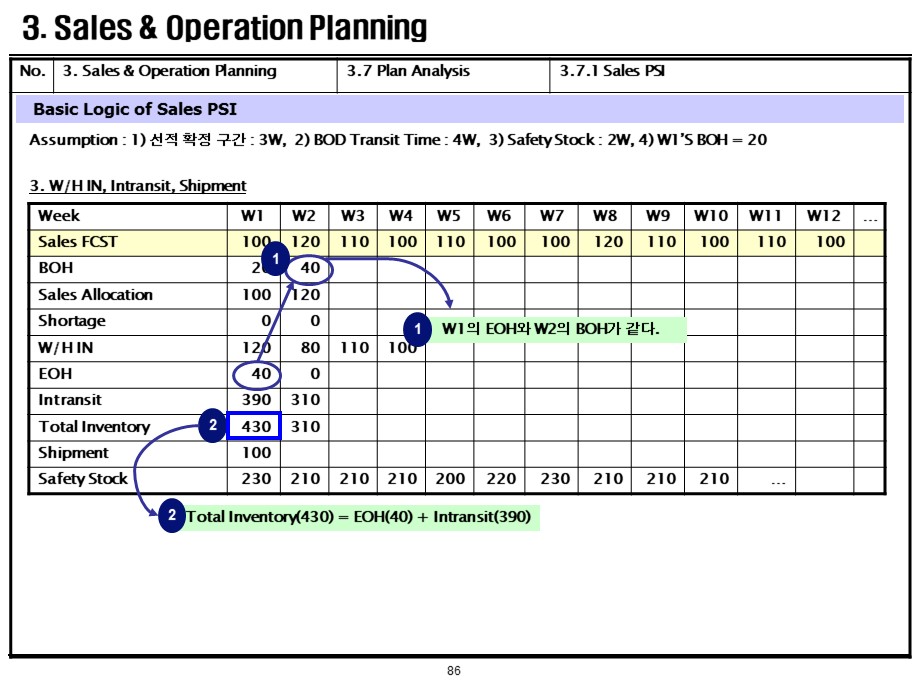 3. Sales & Operation Planning
No. 3. Sales & Operation Planning 3.7 Plan Analysis 3.7.1 Sales PSI
Basic Logic of Sales PSI
Assumption : 1) 선적 확정 구간 : 3W, 2) BOD Transit Time : 4W, 3) Safety Stock : 2W, 4) W1'S BOH = 20
3. W/H IN, Intransit, Shipment
Week W1 W2 W3 W4 W5 W6 W7 W8 W9 W10 W11 W12 ...
Sales FCST 100 120 110 100 110 100 100 120 110 100 110 100
BOH 20 1 40
Sales Allocation 100 120
Shortage 0 0
1 W1의 EOH와 W2의 BOH가 같다.
W/H IN 120 80 110 100
EOH 40 0
Intransit 390 310
Total Inventory 2 430 310
Shipment 100
Safety Stock 230 210 210 210 200 220 230 210 210 210 ...
2 Total Inventory(430) = EOH(40) + Intransit(390)
86